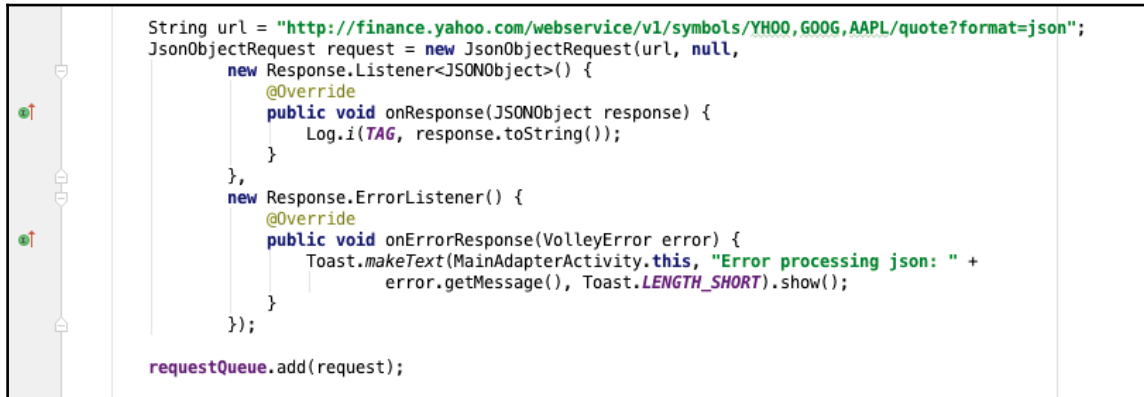 String url = "http://finance.yahoo.com/webservice/v1/symbols/YHOO,GOOG,AAPL/quote?format=json";
JsonObjectRequest request = new JsonObjectRequest(url, null,
new Response.Listener<JSONObject>() {
@Override
public void onResponse(JSONObject response) {
Log.i(TAG, response.toString());
}
},
new Response.ErrorListener() {
@Override
public void onErrorResponse(VolleyError error) {
Toast.makeText(MainAdapterActivity.this, "Error processing json: " +
error.getMessage(), Toast.LENGTH_SHORT).show();
}
});
requestQueue.add(request);